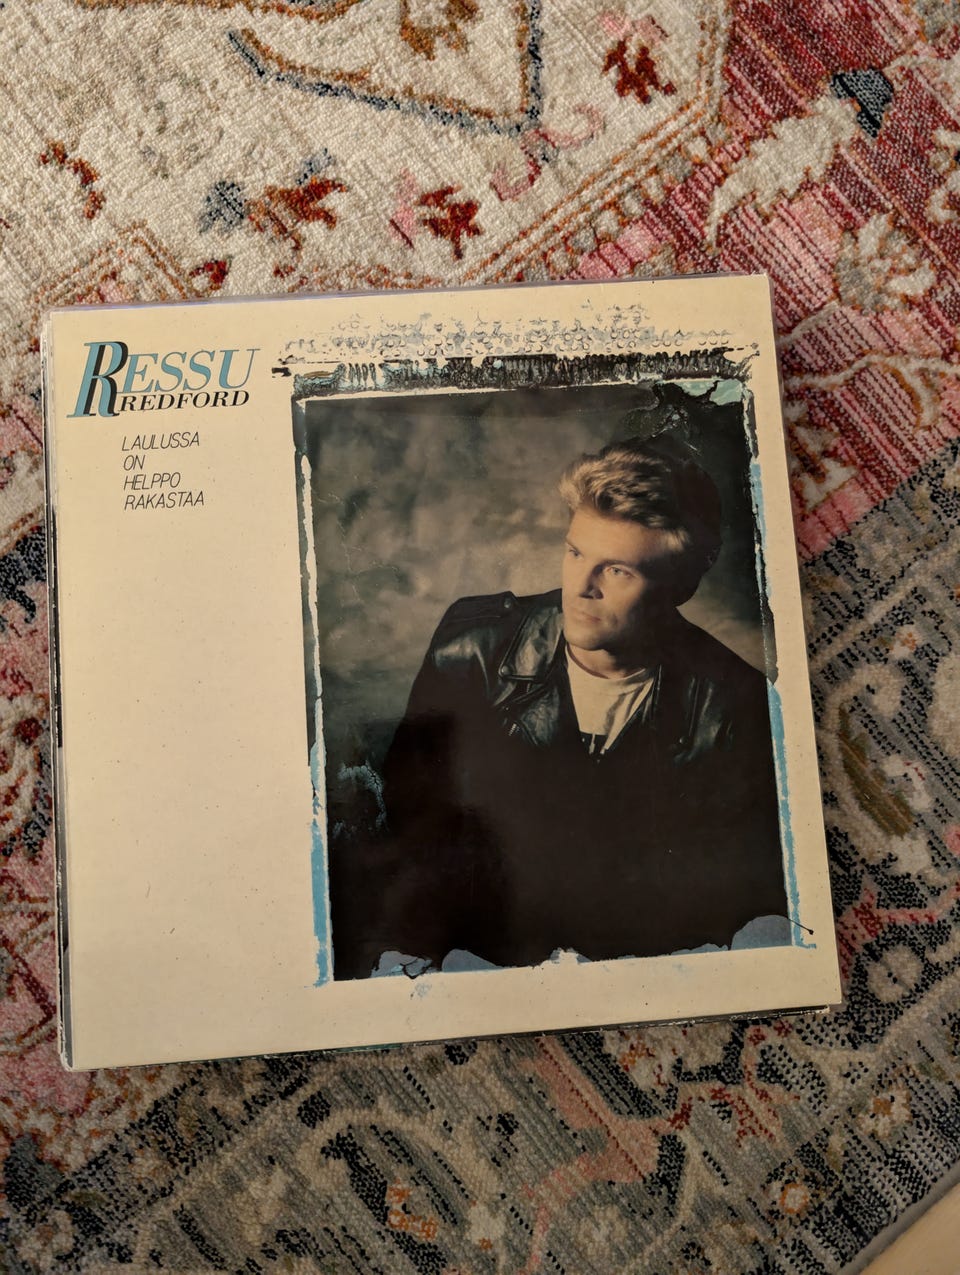 RESSU
REDFORD
LAULUSSA
ON
HELPPO
RAKASTAA